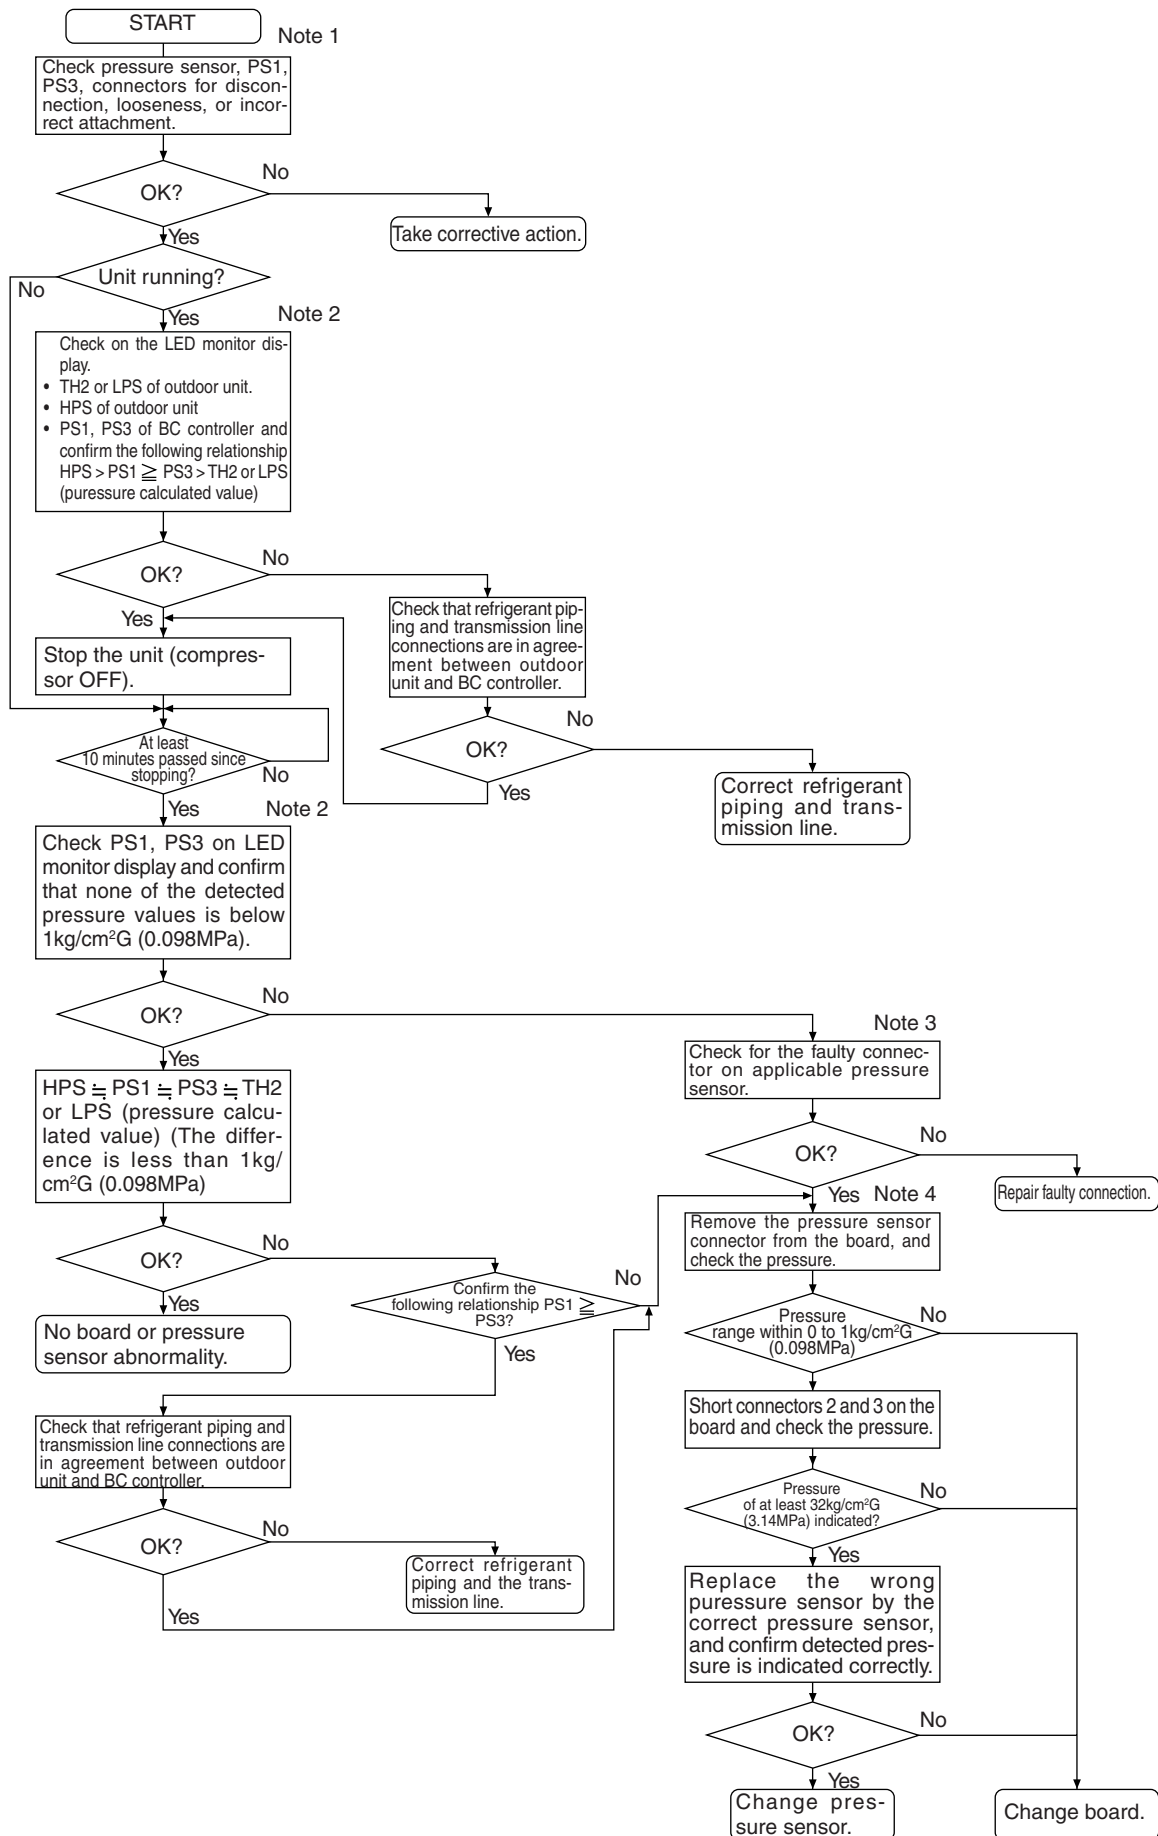 START
Note 1
Check pressure sensor, PS1,
PS3, connectors for discon-
nection, looseness, or incor-
rect attachment.
No
OK?
Yes
Take corrective action.
Unit running?
No
Yes
Note 2
Check on the LED monitor dis-
play.
• TH2 or LPS of outdoor unit.
• HPS of outdoor unit
• PS1, PS3 of BC controller and
confirm the following relationship
HPS > PS1 ≧ PS3 > TH2 or LPS
(puressure calculated value)
No
OK?
Yes
Check that refrigerant pip-
ing and transmission line
connections are in agree-
ment between outdoor
unit and BC controller.
Stop the unit (compres-
sor OFF).
No
OK?
Yes
At least
10 minutes passed since
stopping?
No
Yes
Correct refrigerant
piping and trans-
mission line.
Note 2
Check PS1, PS3 on LED
monitor display and confirm
that none of the detected
pressure values is below
1kg/cm²G (0.098MPa).
No
OK?
Yes
Note 3
Check for the faulty connec-
tor on applicable pressure
sensor.
HPS ≒ PS1 ≒ PS3 ≒ TH2
or LPS (pressure calcu-
lated value) (The differ-
ence is less than 1kg/
cm²G (0.098MPa)
No
OK?
Yes
Repair faulty connection.
Note 4
Remove the pressure sensor
connector from the board, and
check the pressure.
No
OK?
Yes
No board or pressure
sensor abnormality.
Confirm the
following relationship PS1 ≧
PS3?
No
Yes
Pressure
range within 0 to 1kg/cm²G
(0.098MPa)
No
Short connectors 2 and 3 on the
board and check the pressure.
Check that refrigerant piping and
transmission line connections are
in agreement between outdoor
unit and BC controller.
Pressure
of at least 32kg/cm²G
(3.14MPa) indicated?
No
Yes
No
OK?
Yes
Correct refrigerant
piping and the trans-
mission line.
Replace the wrong
puressure sensor by the
correct pressure sensor,
and confirm detected pres-
sure is indicated correctly.
No
OK?
Yes
Change pres-
sure sensor.
Change board.